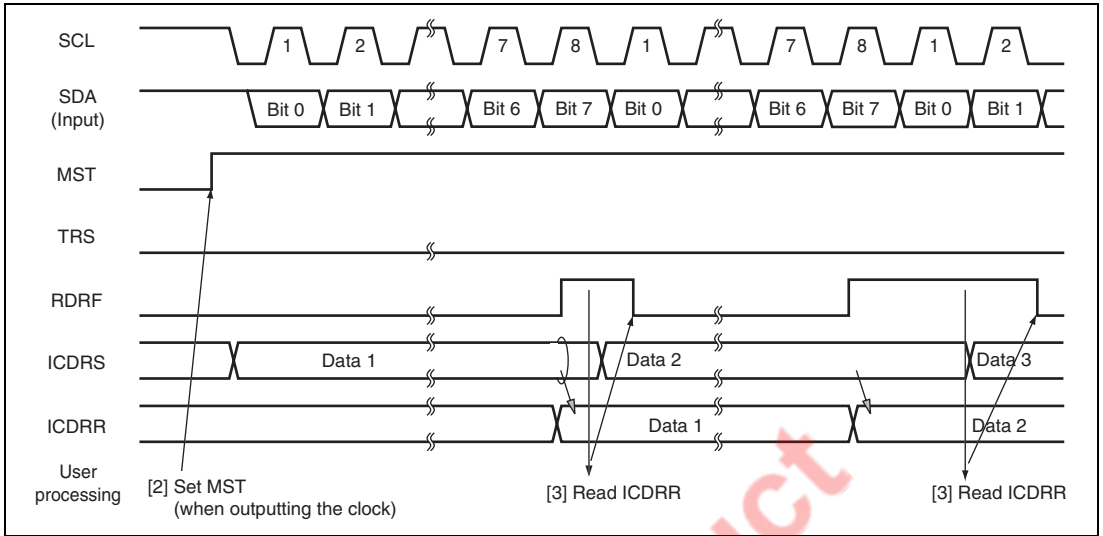 SCL 1 2 7 8 1 7 8 1 2
SDA
(Input)
Bit 0 Bit 1 Bit 6 Bit 7 Bit 0 Bit 6 Bit 7 Bit 0 Bit 1
MST
TRS
RDRF
ICDRS Data 1 Data 2 Data 3
ICDRR Data 1 Data 2
User
processing
[2] Set MST
(when outputting the clock)
[3] Read ICDRR [3] Read ICDRR
uct